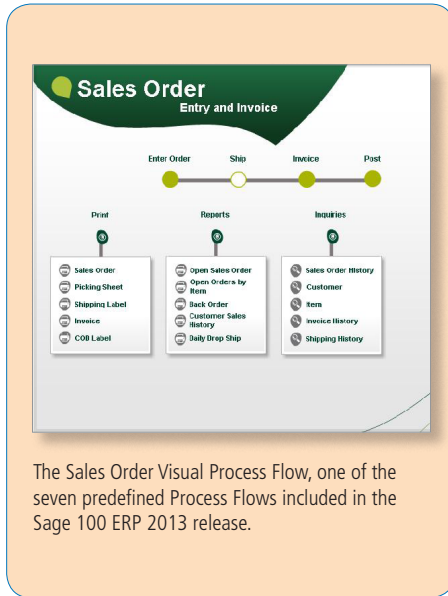 Sales Order
Entry and Invoice
Enter Order Ship Invoice Post
Print Reports Inquiries
Sales Order
Picking Sheet
Shipping Label
Invoice
COD Label
Open Sales Order
Open Orders by
Item
Back Order
Customer Sales
History
Daily Drop Ship
Sales Order History
Customer
Item
Invoice History
Shipping History
The Sales Order Visual Process Flow, one of the
seven predefined Process Flows included in the
Sage 100 ERP 2013 release.